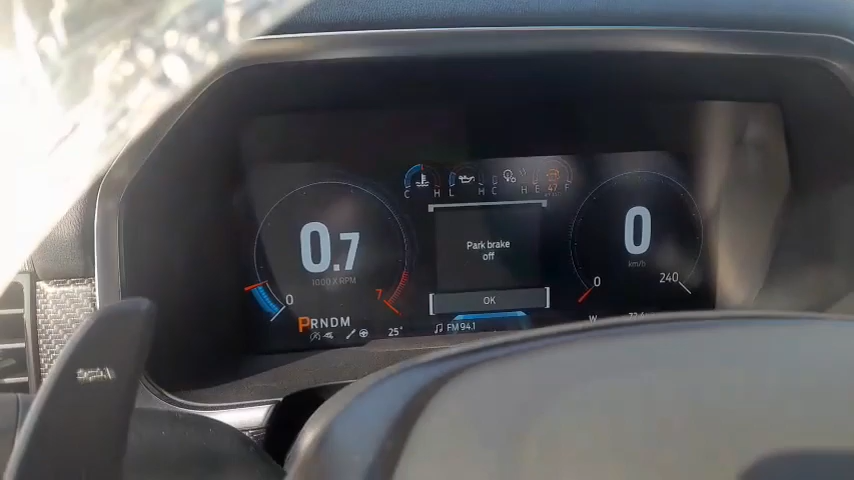 C H L H C H E 47 F
Park brake
off
0.7
1000 X RPM
0
7
0
km/h
0
240
OK
PRNDM
25°
FM 94.1
W